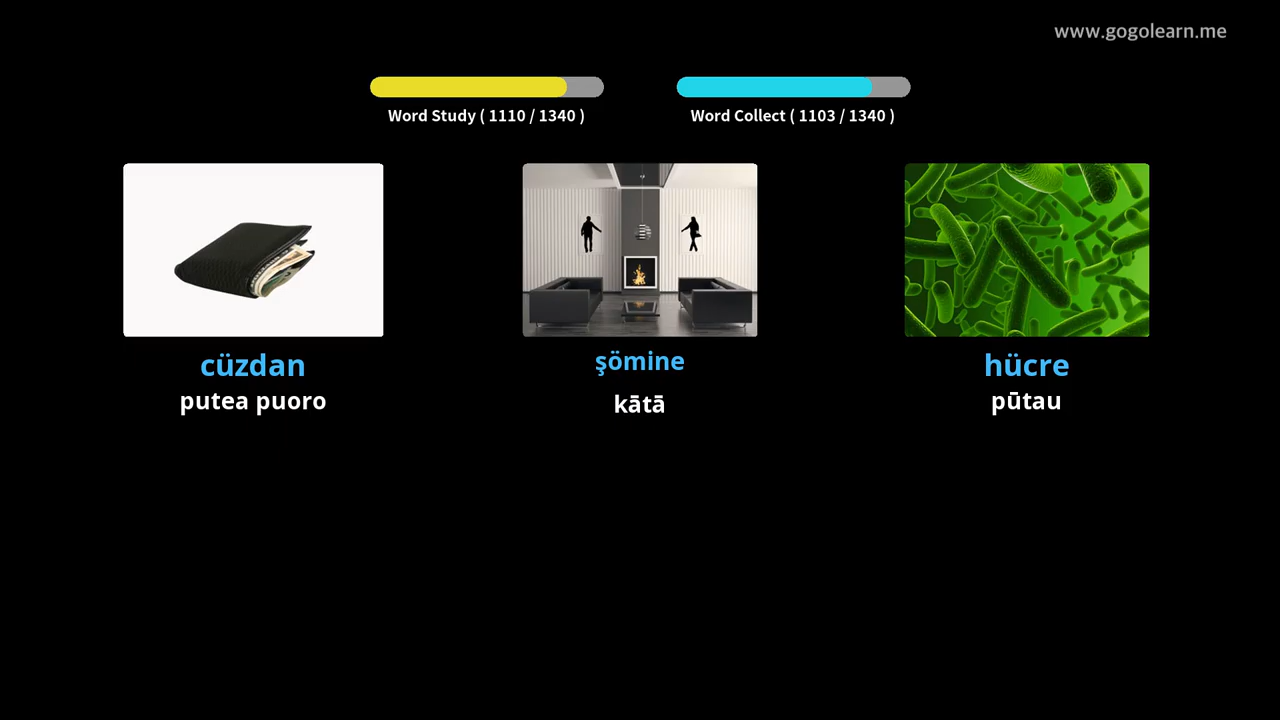 www.gogolearn.me
Word Study ( 1110 / 1340 )
Word Collect ( 1103 / 1340 )
cüzdan
putea puoro
şömine
kātā
hücre
pūtau